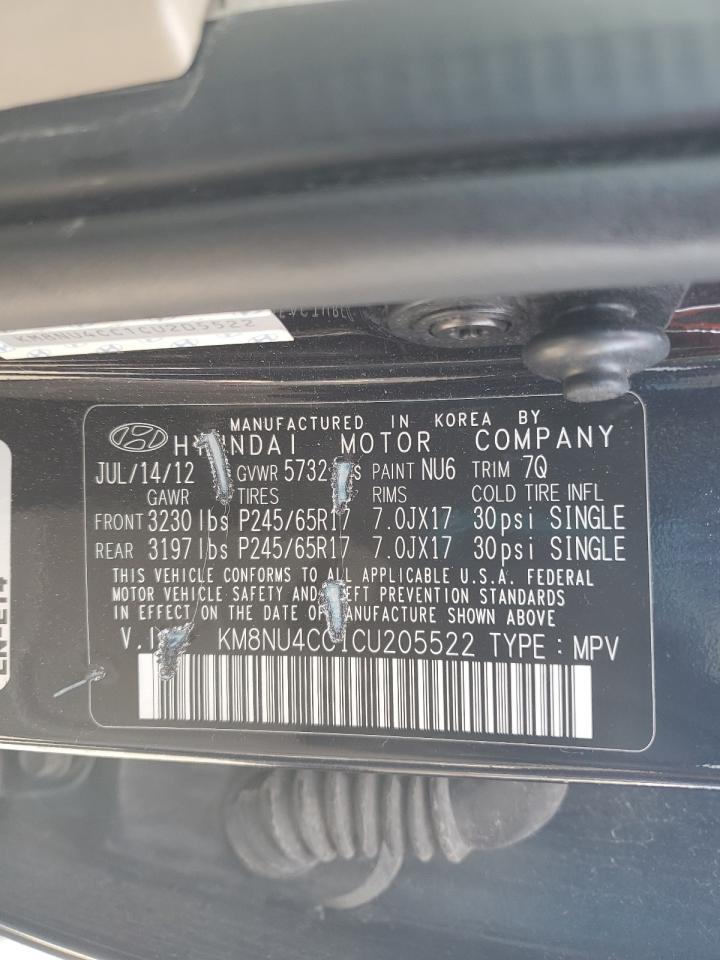 KM8NU4CC1CU205522
MANUFACTURED IN KOREA BY
HYUNDAI MOTOR COMPANY
JUL/14/12 GVWR 5732 PAINT NU6 TRIM 7Q
GAWR TIRES RIMS COLD TIRE INFL
FRONT 3230 lbs P245/65R17 7.0JX17 30psi SINGLE
REAR 3197 lbs P245/65R17 7.0JX17 30psi SINGLE
THIS VEHICLE CONFORMS TO ALL APPLICABLE U.S.A. FEDERAL
MOTOR VEHICLE SAFETY AND THEFT PREVENTION STANDARDS
IN EFFECT ON THE DATE OF MANUFACTURE SHOWN ABOVE
V.I KM8NU4CC1CU205522 TYPE : MPV